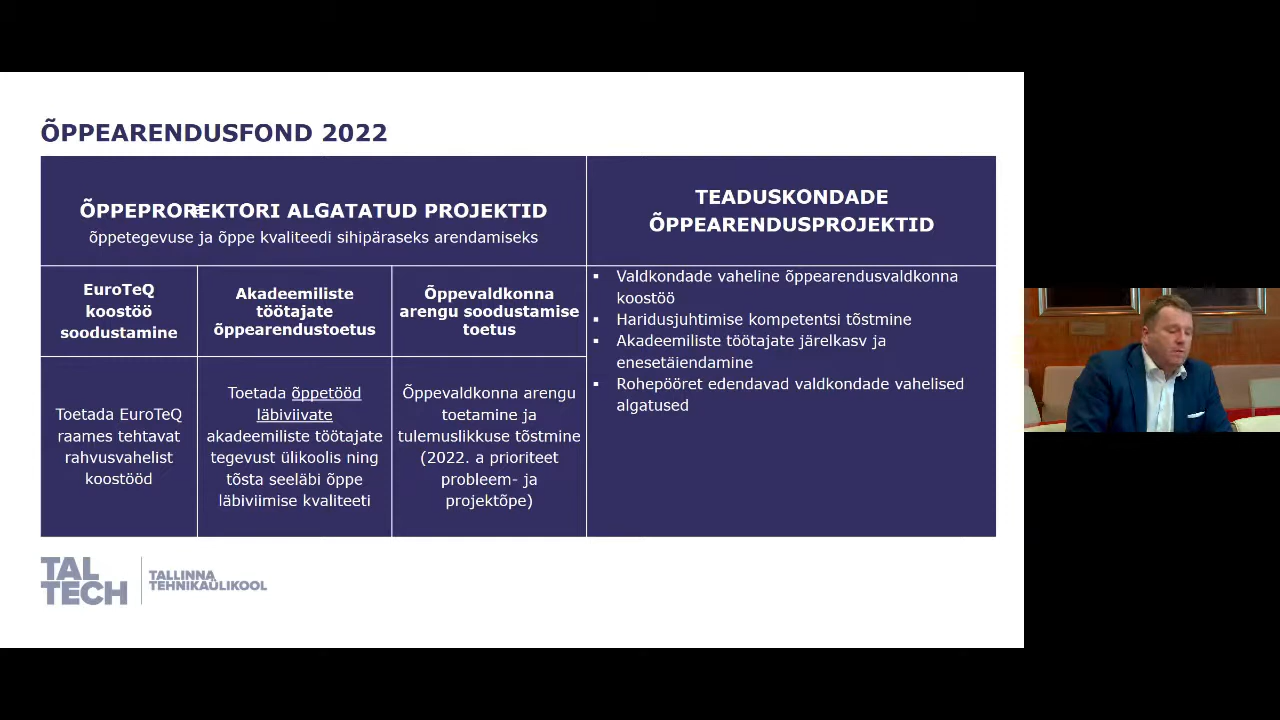 ÕPPEARENDUSFOND 2022
ÕPPEPROREKTORI ALGATATUD PROJEKTID
õppetegevuse ja õppe kvaliteedi sihipäraseks arendamiseks
TEADUSKONDADE
ÕPPEARENDUSPROJEKTID
EuroTeQ
koostöö
soodustamine
Akadeemiliste
töötajate
õppearendustoetus
Õppevaldkonna
arengu soodustamise
toetus
Toetada EuroTeQ
raames tehtavat
rahvusvahelist
koostööd
Toetada õppetööd
läbiviivate
akadeemiliste töötajate
tegevust ülikoolis ning
tõsta seeläbi õppe
läbiviimise kvaliteeti
Õppevaldkonna arengu
toetamine ja
tulemuslikkuse tõstmine
(2022. a prioriteet
probleem- ja
projektõpe)
▪ Valdkondade vaheline õppearendusvaldkonna
koostöö
▪ Haridusjuhtimise kompetentsi tõstmine
▪ Akadeemiliste töötajate järelkasv ja
enesetäiendamine
▪ Rohepööret edendavad valdkondade vahelised
algatused
TAL
TECH
TALLINNA
TEHNIKAÜLIKOOL